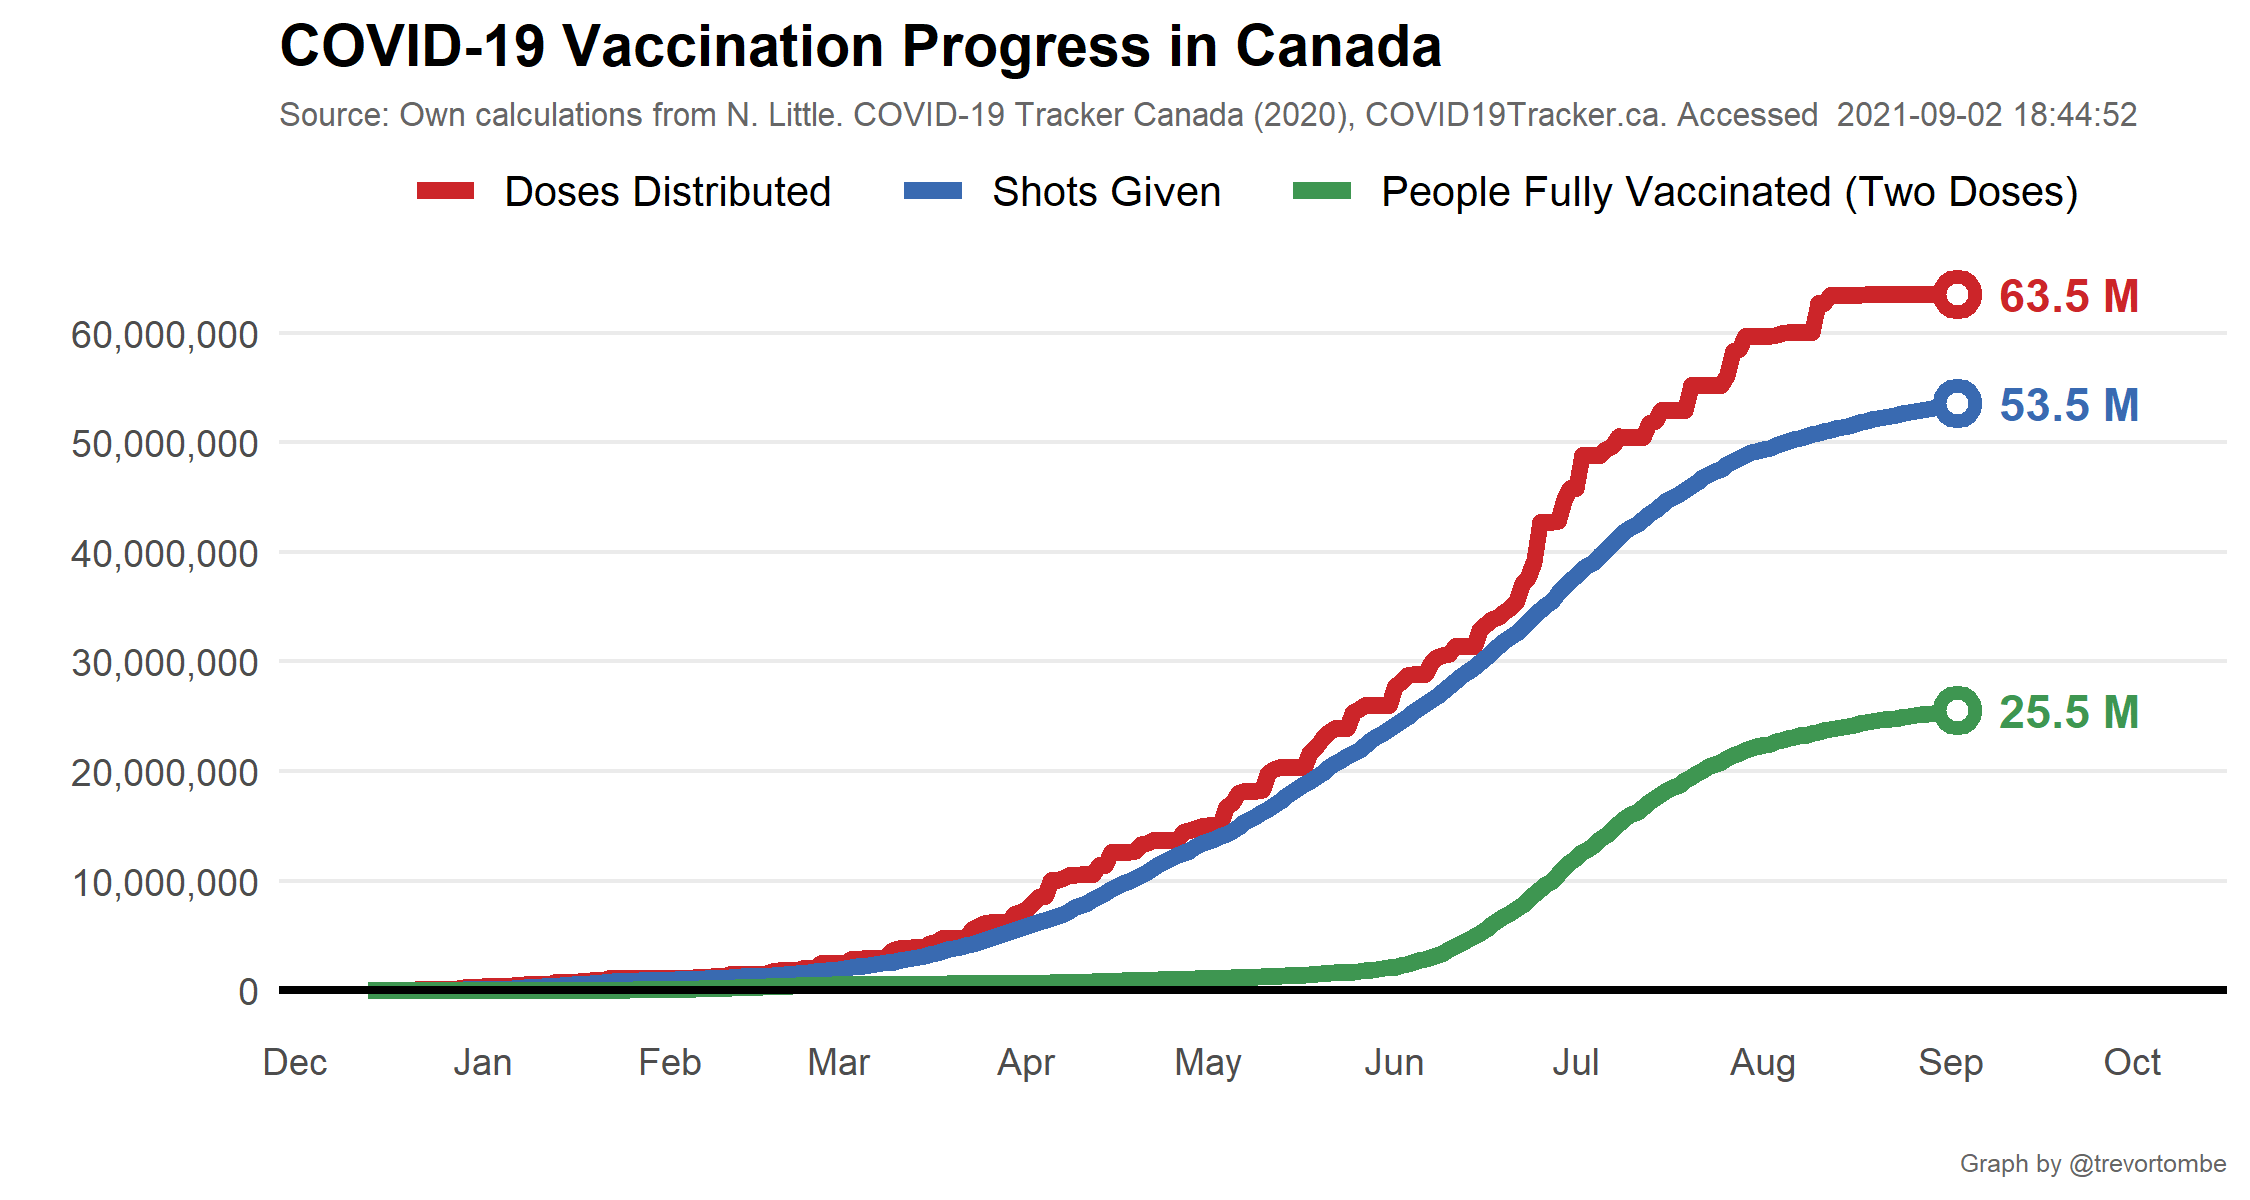 COVID-19 Vaccination Progress in Canada
Source: Own calculations from N. Little. COVID-19 Tracker Canada (2020), COVID19Tracker.ca. Accessed  2021-09-02 18:44:52
Doses Distributed
Shots Given
People Fully Vaccinated (Two Doses)
63.5 M
60,000,000
53.5 M
50,000,000
40,000,000
30,000,000
25.5 M
20,000,000
10,000,000
0
Dec Jan Feb Mar Apr May Jun Jul Aug Sep Oct
Graph by @trevortombe